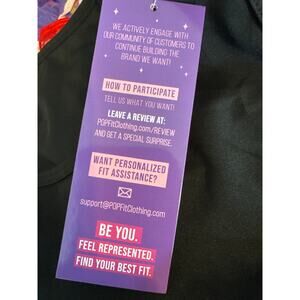 WE ACTIVELY ENGAGE WITH
OUR COMMUNITY OF CUSTOMERS TO
CONTINUE BUILDING THE
BRAND WE WANT!
HOW TO PARTICIPATE
TELL US WHAT YOU WANT!
LEAVE A REVIEW AT:
POPFitClothing.com/REVIEW
AND GET A SPECIAL SURPRISE.
WANT PERSONALIZED
FIT ASSISTANCE?
support@POPFitClothing.com
BE YOU.
FEEL REPRESENTED.
FIND YOUR BEST FIT.